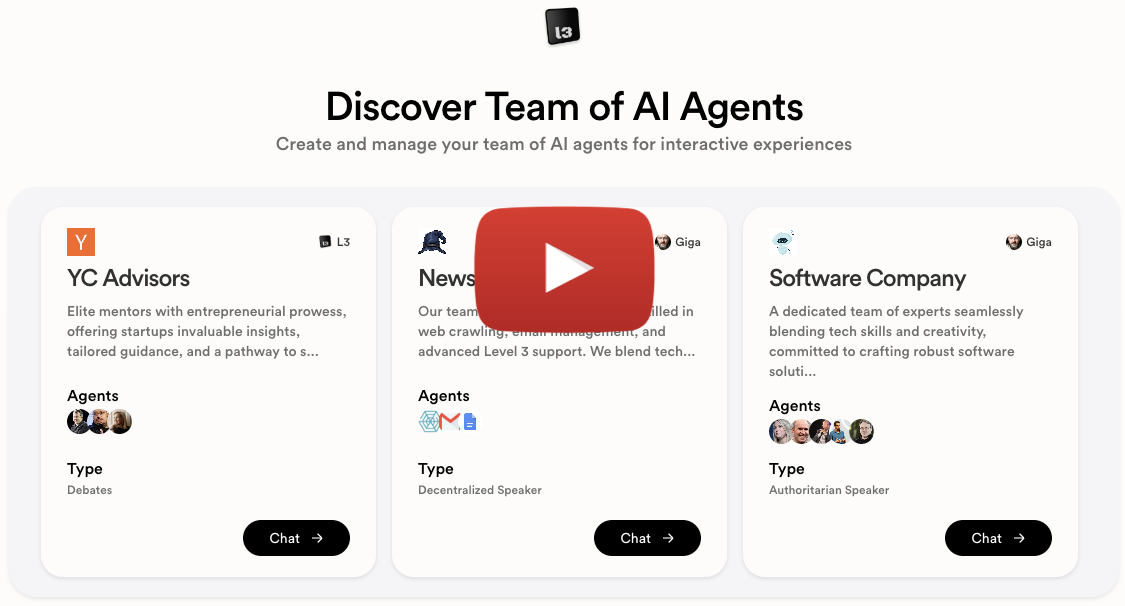 L3
Discover Team of AI Agents
Create and manage your team of AI agents for interactive experiences
Y
L3
YC Advisors
Elite mentors with entrepreneurial prowess,
offering startups invaluable insights,
tailored guidance, and a pathway to s...
Agents
Type
Debates
Chat →
Giga
News
Our team illed in
web crawling, email management, and
advanced Level 3 support. We blend tech...
Agents
Type
Decentralized Speaker
Chat →
Giga
Software Company
A dedicated team of experts seamlessly
blending tech skills and creativity,
committed to crafting robust software
soluti...
Agents
Type
Authoritarian Speaker
Chat →